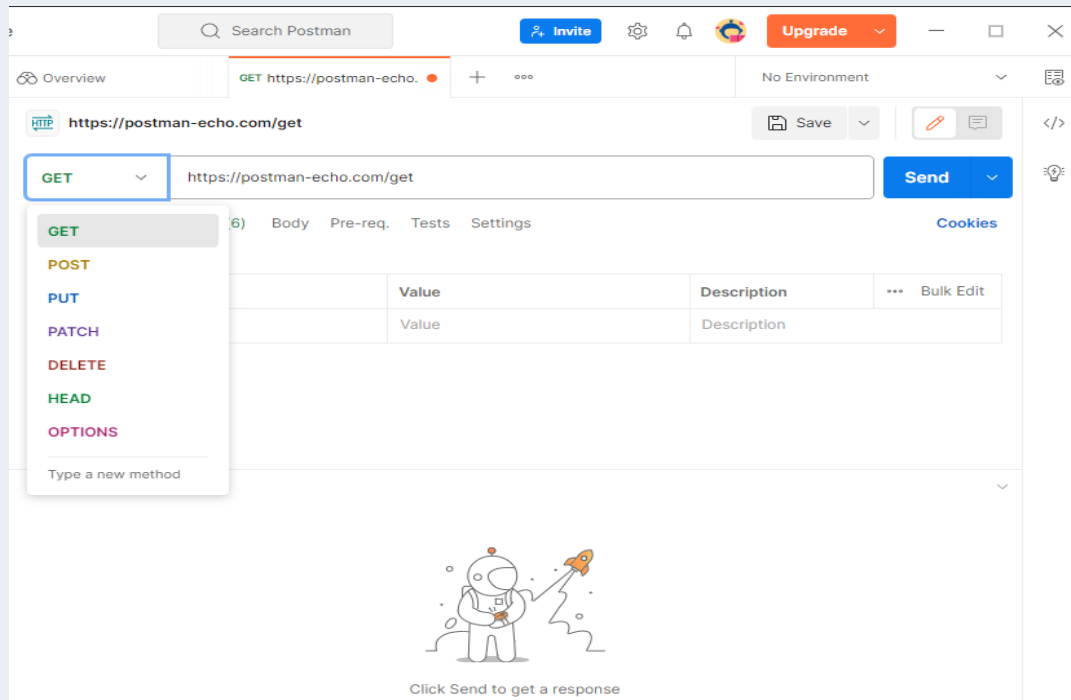 Search Postman
Invite
Upgrade
Overview
GET https://postman-echo.
No Environment
HTTP https://postman-echo.com/get
Save
GET https://postman-echo.com/get
Send
(6) Body Pre-req. Tests Settings
Cookies
GET
POST
PUT
PATCH
DELETE
HEAD
OPTIONS
Type a new method
Value Description Bulk Edit
Value Description
Click Send to get a response